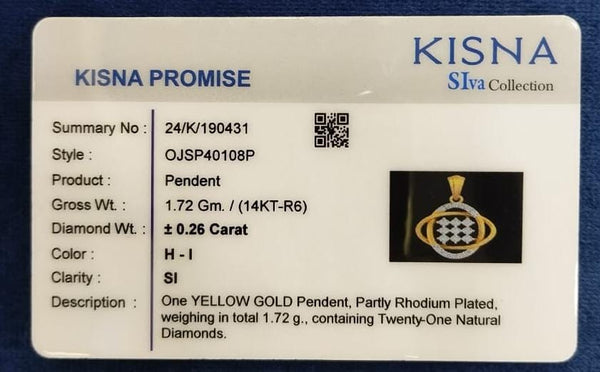 KISNA
SIva Collection
KISNA PROMISE
Summary No : 24/K/190431
Style : OJSP40108P
Product : Pendent
Gross Wt. : 1.72 Gm. / (14KT-R6)
Diamond Wt. : ± 0.26 Carat
Color : H - I
Clarity : SI
Description : One YELLOW GOLD Pendent, Partly Rhodium Plated,
weighing in total 1.72 g., containing Twenty-One Natural
Diamonds.